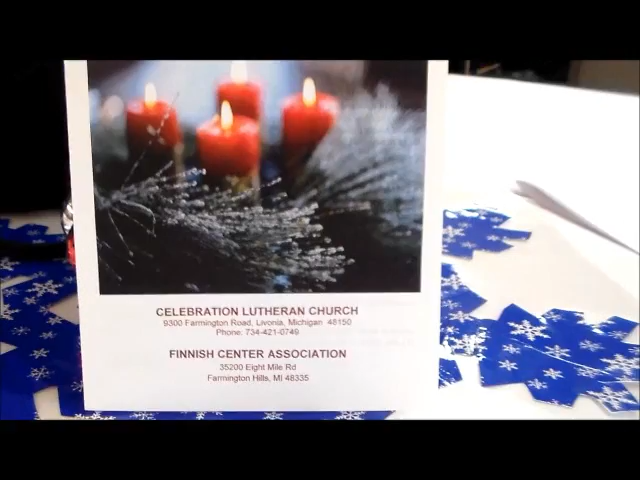 CELEBRATION LUTHERAN CHURCH
9300 Farmington Road, Livonia, Michigan 48150
Phone: 734-421-0749
FINNISH CENTER ASSOCIATION
35200 Eight Mile Rd
Farmington Hills, MI 48335